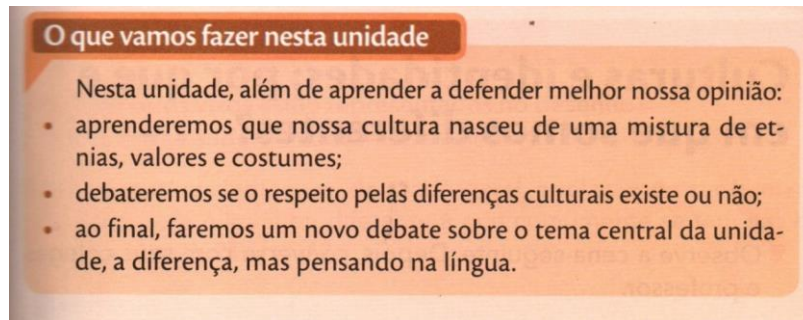 O que vamos fazer nesta unidade
Nesta unidade, além de aprender a defender melhor nossa opinião:
• aprenderemos que nossa cultura nasceu de uma mistura de et-
nias, valores e costumes;
• debateremos se o respeito pelas diferenças culturais existe ou não;
• ao final, faremos um novo debate sobre o tema central da unida-
de, a diferença, mas pensando na língua.